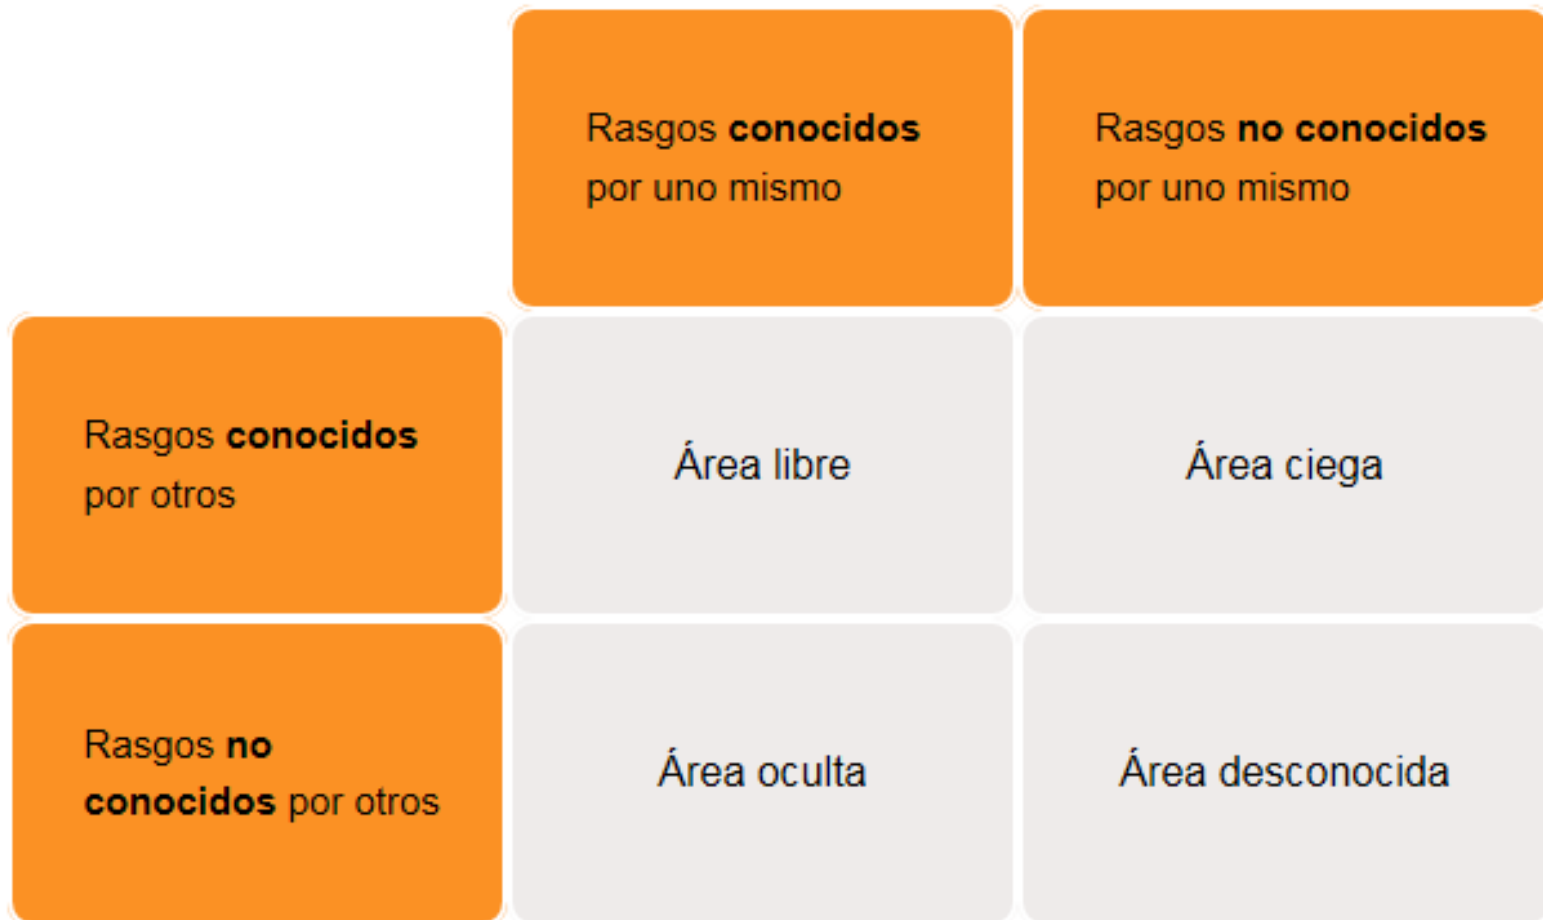 Rasgos conocidos
por uno mismo
Rasgos no conocidos
por uno mismo
Rasgos conocidos
por otros
Área libre
Área ciega
Rasgos no
conocidos por otros
Área oculta
Área desconocida